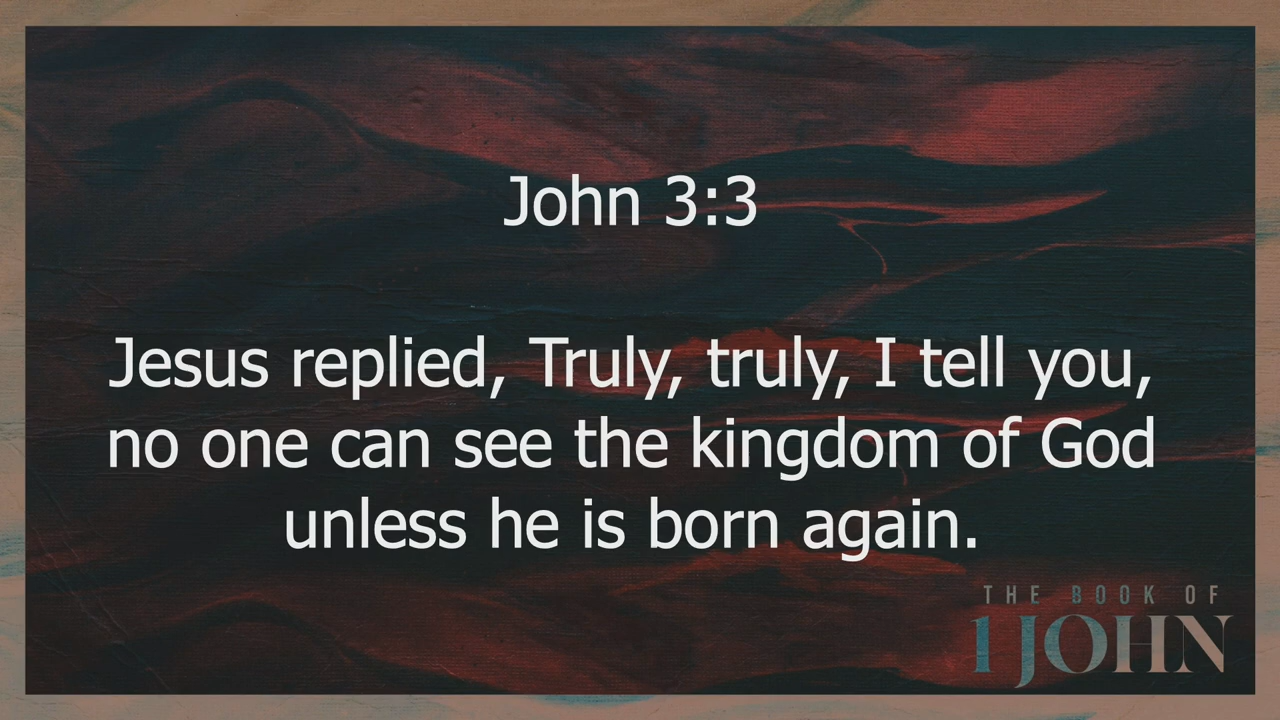 John 3:3
Jesus replied, Truly, truly, I tell you,
no one can see the kingdom of God
unless he is born again.
THE BOOK OF
1 JOHN